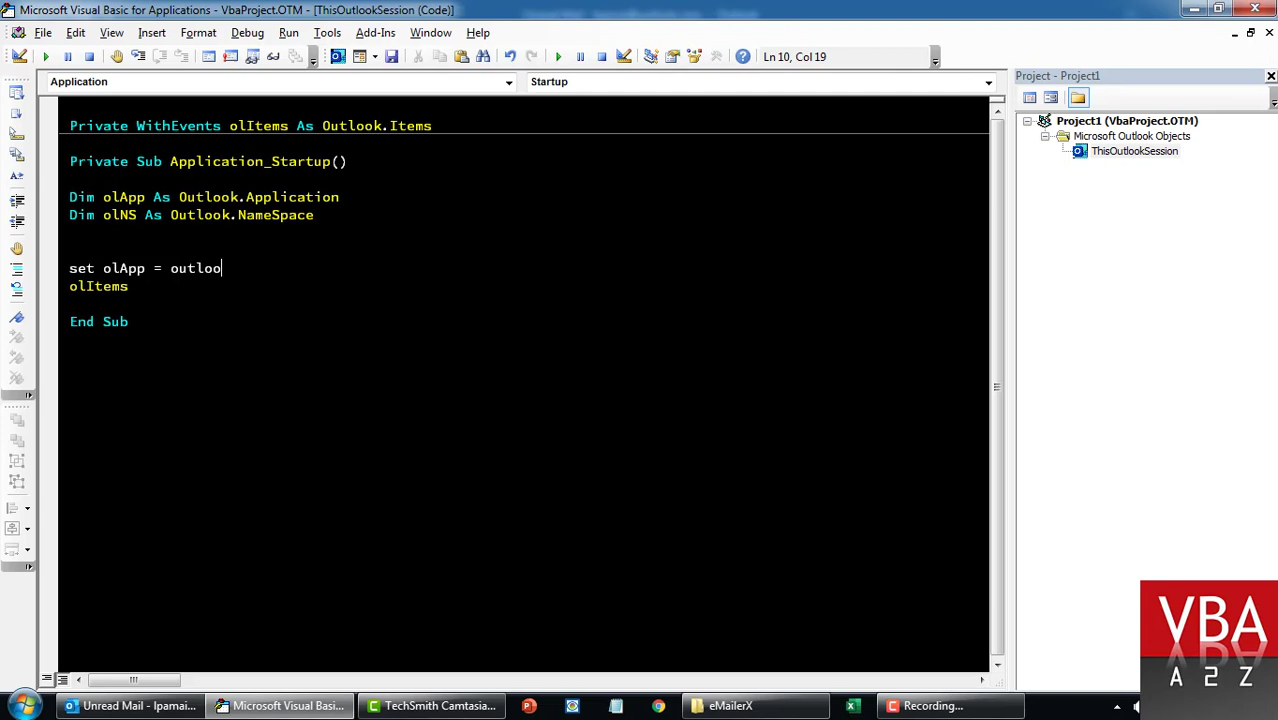 Microsoft Visual Basic for Applications - VbaProject.OTM - [ThisOutlookSession (Code)]
File Edit View Insert Format Debug Run Tools Add-Ins Window Help
Ln 10, Col 19
Application
Startup
Private WithEvents olItems As Outlook.Items
Private Sub Application_Startup()
Dim olApp As Outlook.Application
Dim olNS As Outlook.NameSpace
set olApp = outloo
olItems
End Sub
Project - Project1
Project1 (VbaProject.OTM)
Microsoft Outlook Objects
ThisOutlookSession
VBA
A 2 Z
Unread Mail - Ipamai...
Microsoft Visual Basi...
TechSmith Camtasia...
eMailerX
Recording...